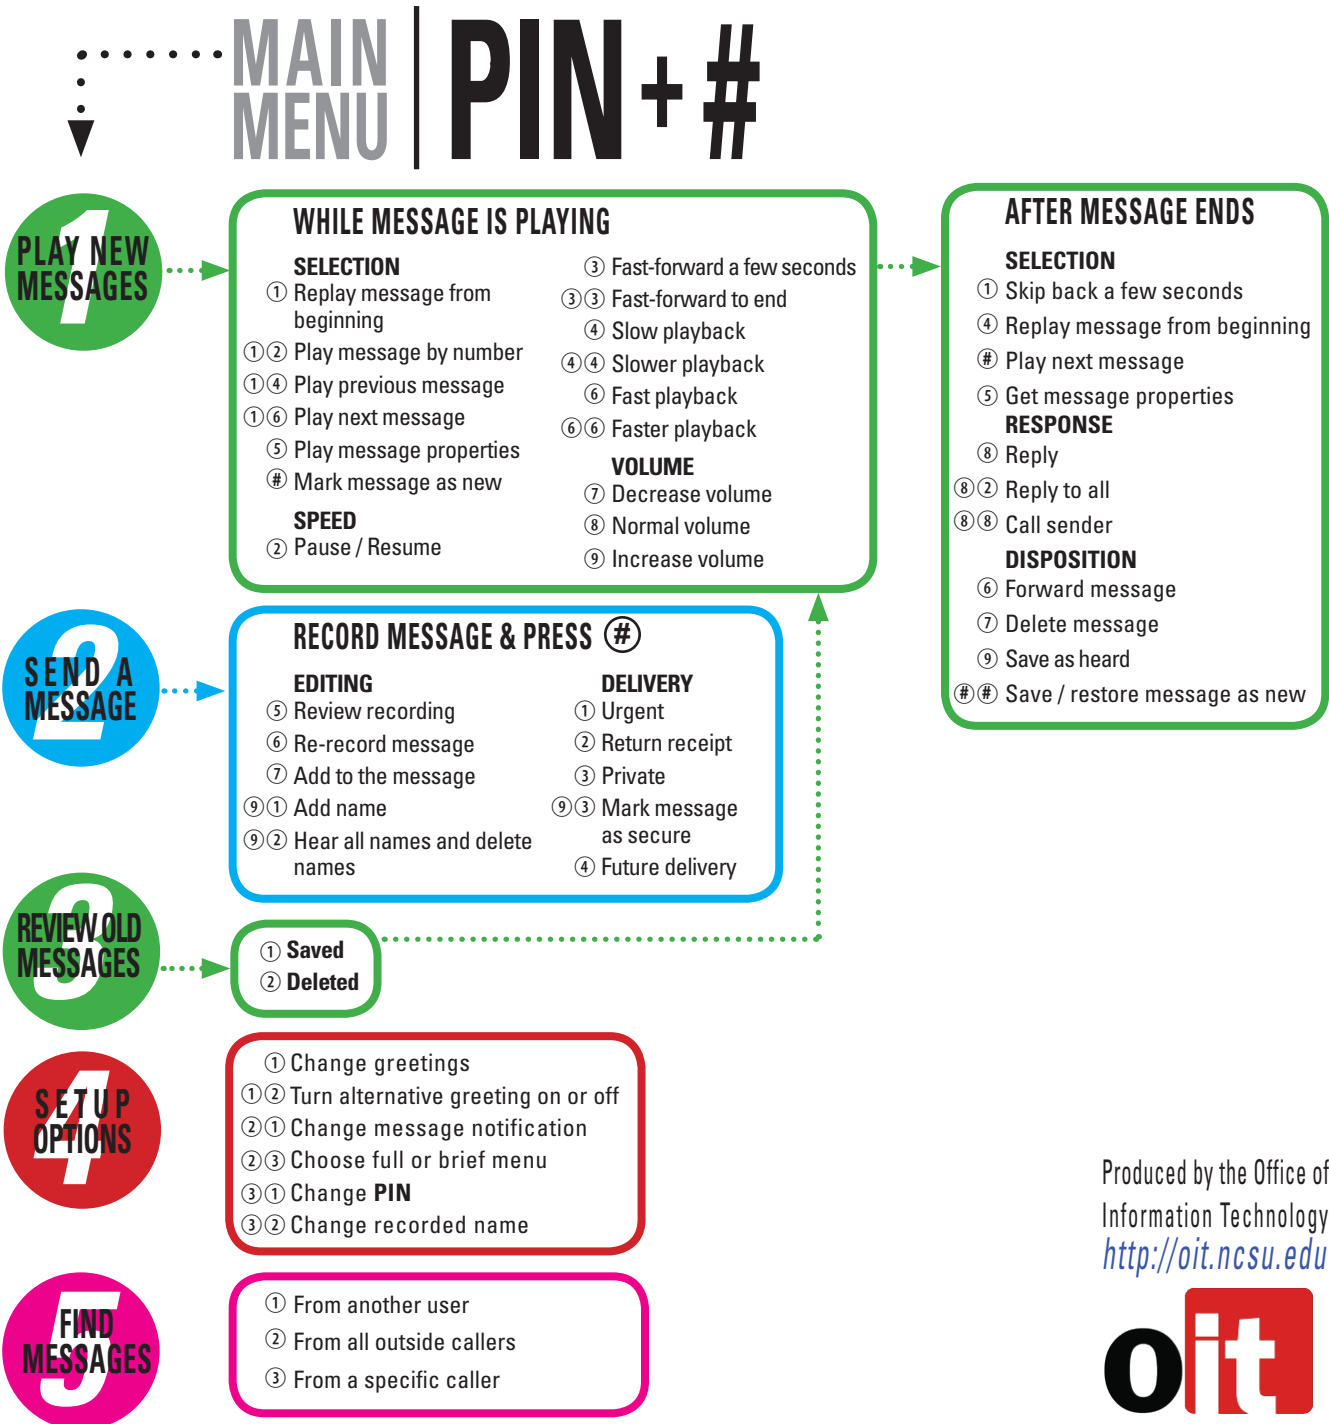 MAIN
MENU
PIN + #
1
PLAY NEW
MESSAGES
WHILE MESSAGE IS PLAYING
SELECTION
① Replay message from
beginning
①② Play message by number
①④ Play previous message
①⑥ Play next message
⑤ Play message properties
# Mark message as new
SPEED
② Pause / Resume
③ Fast-forward a few seconds
③③ Fast-forward to end
④ Slow playback
④④ Slower playback
⑥ Fast playback
⑥⑥ Faster playback
VOLUME
⑦ Decrease volume
⑧ Normal volume
⑨ Increase volume
AFTER MESSAGE ENDS
SELECTION
① Skip back a few seconds
④ Replay message from beginning
# Play next message
⑤ Get message properties
RESPONSE
⑧ Reply
⑧② Reply to all
⑧⑧ Call sender
DISPOSITION
⑥ Forward message
⑦ Delete message
⑨ Save as heard
## Save / restore message as new
2
SEND A
MESSAGE
RECORD MESSAGE & PRESS #
EDITING
⑤ Review recording
⑥ Re-record message
⑦ Add to the message
⑨① Add name
⑨② Hear all names and delete
names
DELIVERY
① Urgent
② Return receipt
③ Private
⑨③ Mark message
as secure
④ Future delivery
3
REVIEW OLD
MESSAGES
① Saved
② Deleted
4
SETUP
OPTIONS
① Change greetings
①② Turn alternative greeting on or off
②① Change message notification
②③ Choose full or brief menu
③① Change PIN
③② Change recorded name
5
FIND
MESSAGES
① From another user
② From all outside callers
③ From a specific caller
Produced by the Office of
Information Technology
http://oit.ncsu.edu
oit